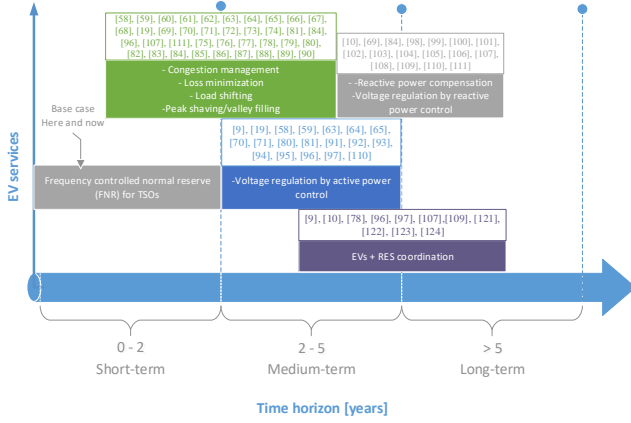 [58], [59], [60], [61], [62], [63], [64], [65], [66], [67],
[68], [19], [69], [70], [71], [72], [73], [74], [81], [84],
[96], [107], [111], [75], [76], [77], [78], [79], [80],
[82], [83], [84], [85], [86], [87], [88], [89], [90]
- Congestion management
- Loss minimization
- Load shifting
-Peak shaving/valley filling
[10], [69], [84], [98], [99], [100], [101],
[102], [103], [104], [105], [106], [107],
[108], [109], [110], [111]
- -Reactive power compensation
-Voltage regulation by reactive
power control
Base case
Here and now
[9], [19], [58], [59], [63], [64], [65],
[70], [71], [80], [81], [91], [92], [93],
[94], [95], [96], [97], [110]
Frequency controlled normal reserve
(FNR) for TSOs
-Voltage regulation by active power
control
[9], [10], [78], [96], [97], [107],[109], [121],
[122], [123], [124]
EVs + RES coordination
EV services
0 - 2
Short-term
2 - 5
Medium-term
> 5
Long-term
Time horizon [years]